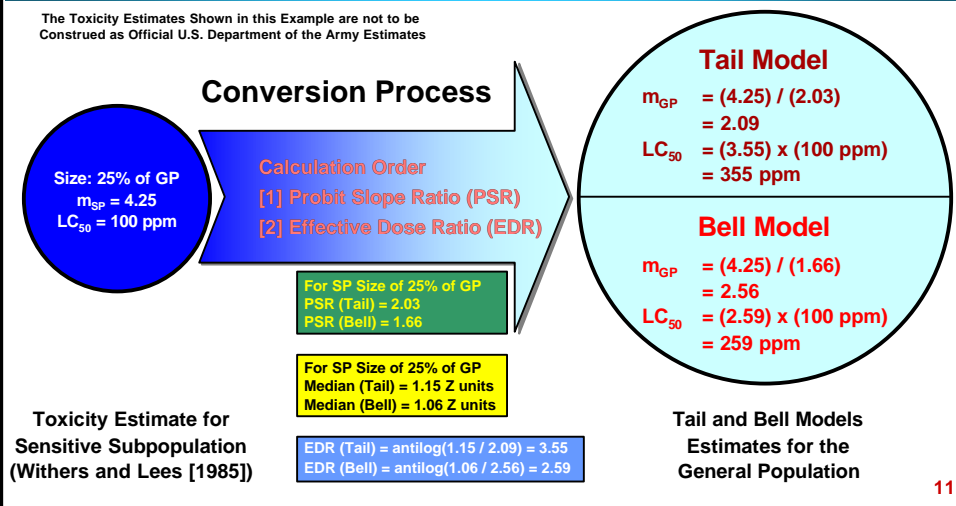 The Toxicity Estimates Shown in this Example are not to be
Construed as Official U.S. Department of the Army Estimates
Conversion Process
Size: 25% of GP
mSP = 4.25
LC50 = 100 ppm
Calculation Order
[1] Probit Slope Ratio (PSR)
[2] Effective Dose Ratio (EDR)
For SP Size of 25% of GP
PSR (Tail) = 2.03
PSR (Bell) = 1.66
For SP Size of 25% of GP
Median (Tail) = 1.15 Z units
Median (Bell) = 1.06 Z units
EDR (Tail) = antilog(1.15 / 2.09) = 3.55
EDR (Bell) = antilog(1.06 / 2.56) = 2.59
Toxicity Estimate for
Sensitive Subpopulation
(Withers and Lees [1985])
Tail Model
mGP = (4.25) / (2.03)
= 2.09
LC50 = (3.55) x (100 ppm)
= 355 ppm
Bell Model
mGP = (4.25) / (1.66)
= 2.56
LC50 = (2.59) x (100 ppm)
= 259 ppm
Tail and Bell Models
Estimates for the
General Population
11